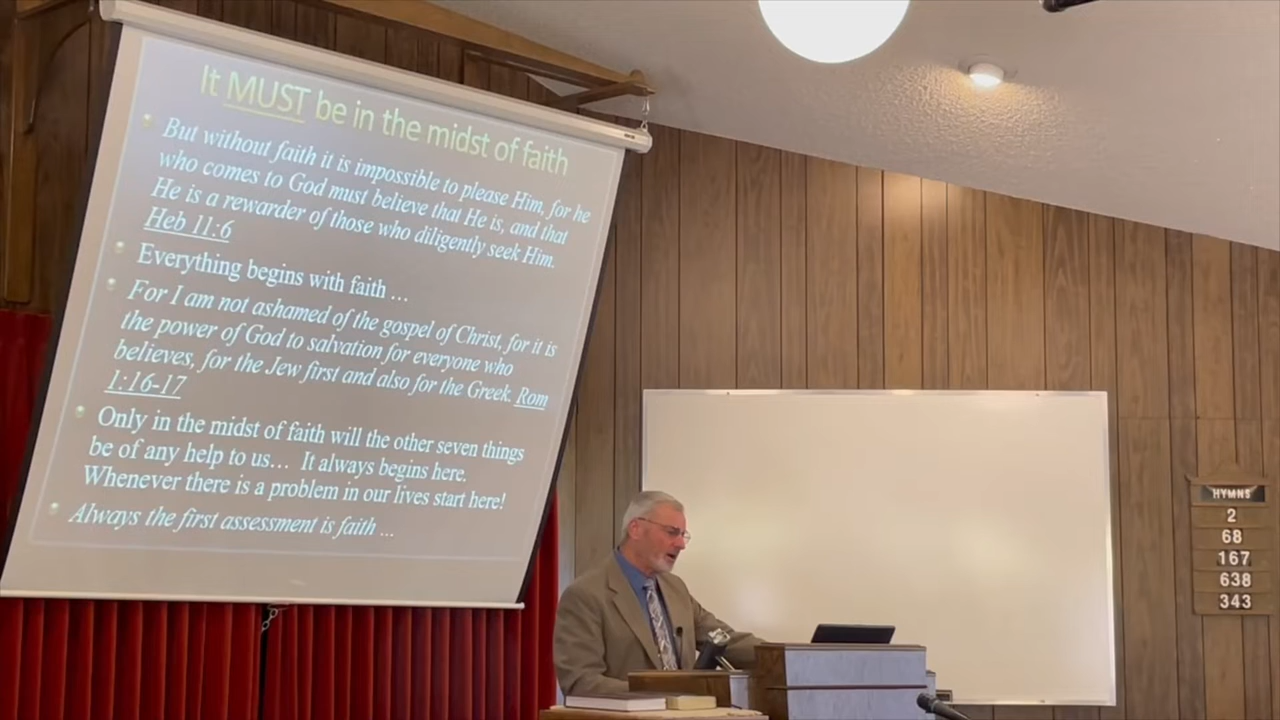 It MUST be in the midst of faith
But without faith it is impossible to please Him, for he
who comes to God must believe that He is, and that
He is a rewarder of those who diligently seek Him.
Heb 11:6
Everything begins with faith ...
For I am not ashamed of the gospel of Christ, for it is
the power of God to salvation for everyone who
believes, for the Jew first and also for the Greek. Rom
1:16-17
Only in the midst of faith will the other seven things
be of any help to us... It always begins here.
Whenever there is a problem in our lives start here!
Always the first assessment is faith ...
HYMNS
2
68
167
638
343